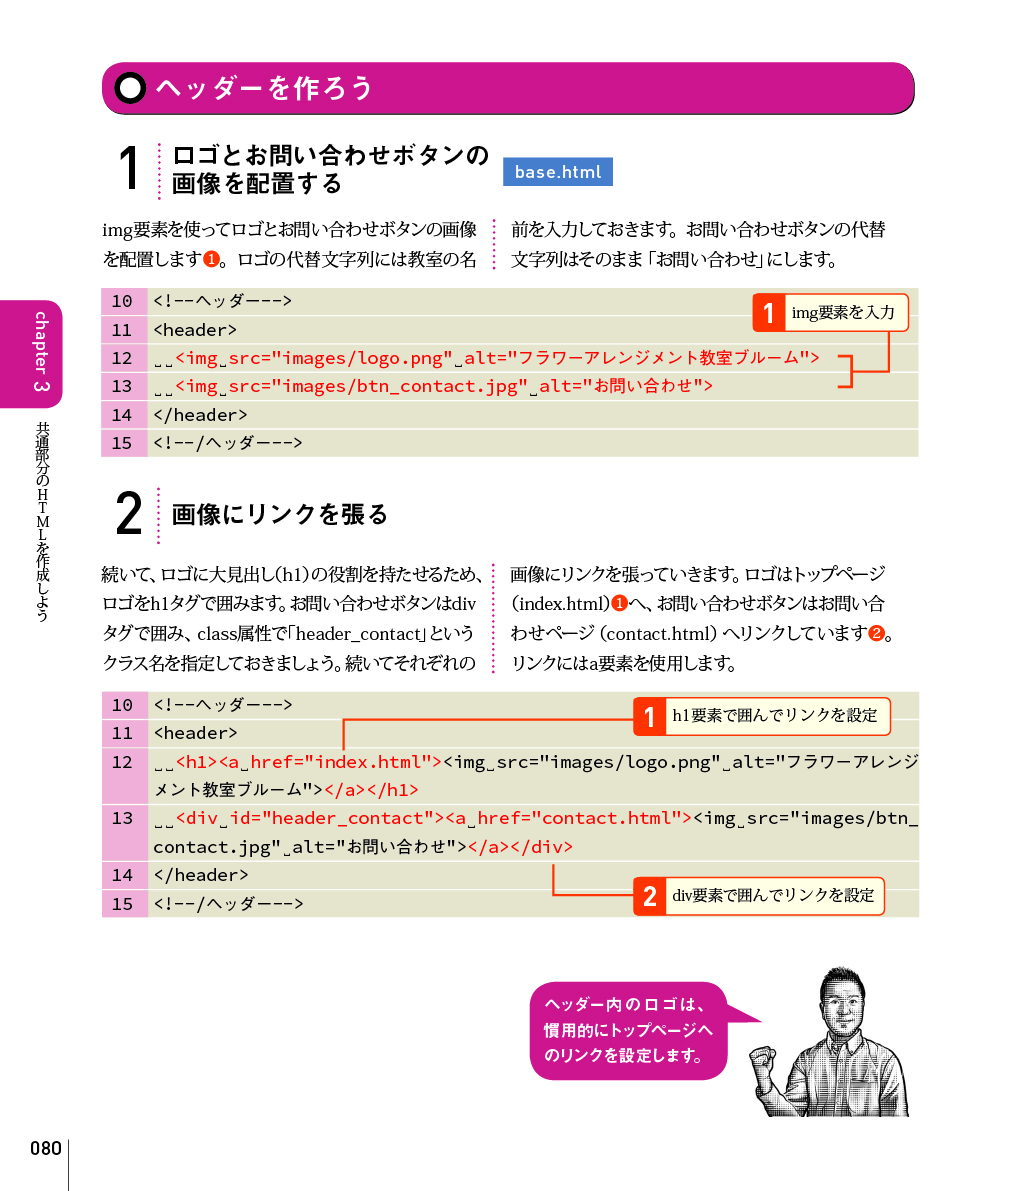 ヘッダーを作ろう
1
ロゴとお問い合わせボタンの
画像を配置する
base.html
img要素を使ってロゴとお問い合わせボタンの画像
を配置します❶。ロゴの代替文字列には教室の名
前を入力しておきます。お問い合わせボタンの代替
文字列はそのまま「お問い合わせ」にします。
10 <!--ヘッダー-->
11 <header>
12 ␣␣<img␣src="images/logo.png"␣alt="フラワーアレンジメント教室ブルーム">
13 ␣␣<img␣src="images/btn_contact.jpg"␣alt="お問い合わせ">
14 </header>
15 <!--/ヘッダー-->
1 img要素を入力
chapter 3
共通部分のHTMLを作成しよう
2
画像にリンクを張る
続いて、ロゴに大見出し(h1)の役割を持たせるため、
ロゴをh1タグで囲みます。お問い合わせボタンはdiv
タグで囲み、class属性で「header_contact」という
クラス名を指定しておきましょう。続いてそれぞれの
画像にリンクを張っていきます。ロゴはトップページ
(index.html)❶へ、お問い合わせボタンはお問い合
わせページ(contact.html)へリンクしています❷。
リンクにはa要素を使用します。
10 <!--ヘッダー-->
11 <header>
12 ␣␣<h1><a␣href="index.html"><img␣src="images/logo.png"␣alt="フラワーアレンジ
メント教室ブルーム"></a></h1>
13 ␣␣<div␣id="header_contact"><a␣href="contact.html"><img␣src="images/btn_
contact.jpg"␣alt="お問い合わせ"></a></div>
14 </header>
15 <!--/ヘッダー-->
1 h1要素で囲んでリンクを設定
2 div要素で囲んでリンクを設定
ヘッダー内のロゴは、
慣用的にトップページへ
のリンクを設定します。
080